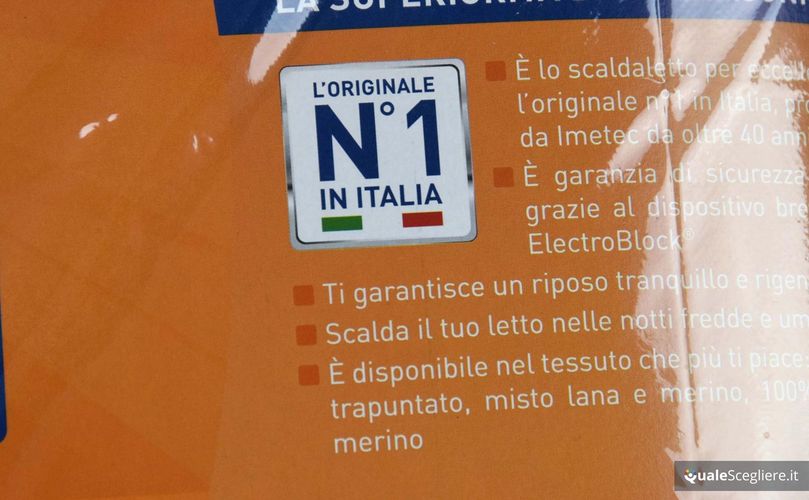 L'ORIGINALE
N°1
IN ITALIA
È lo scaldaletto per
l'originale n°1 in Italia,
da Imetec da oltre 40
È garanzia di sicurezza
grazie al dispositivo
ElectroBlock®
Ti garantisce un riposo tranquillo e
Scalda il tuo letto nelle notti fredde e
È disponibile nel tessuto che più ti piace:
trapuntato, misto lana e merino, 100%
merino
QualeScegliere.it